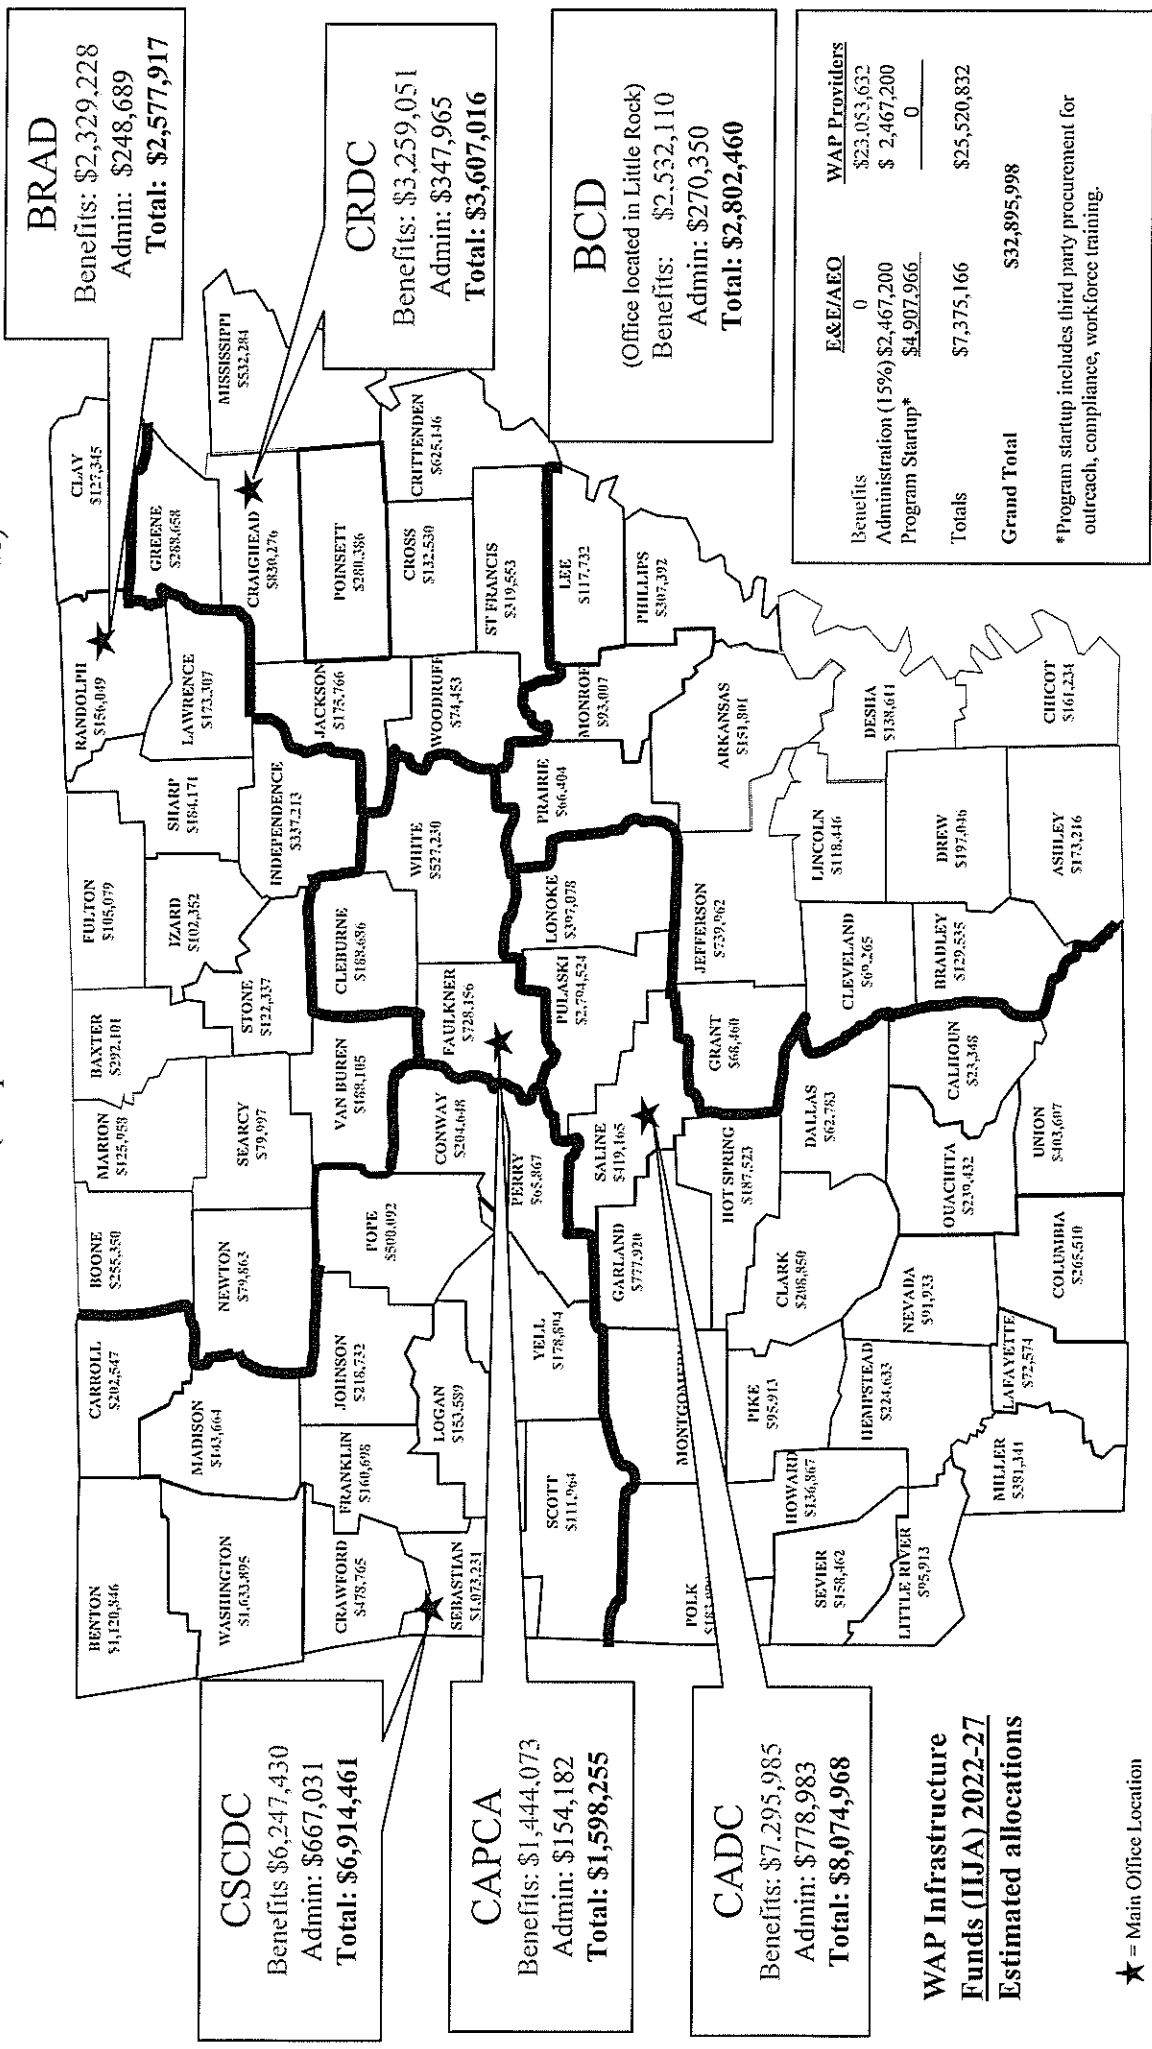 BRAD
Benefits: $2,329,228
Admin: $248,689
Total: $2,577,917
CRDC
Benefits: $3,259,051
Admin: $347,965
Total: $3,607,016
BCD
(Office located in Little Rock)
Benefits: $2,532,110
Admin: $270,350
Total: $2,802,460
E&E/AEO WAP Providers
Benefits 0 $23,053,632
Administration (15%) $2,467,200 $ 2,467,200
Program Startup* $4,907,966 0
Totals $7,375,166 $25,520,832
Grand Total $32,895,998
*Program startup includes third party procurement for
outreach, compliance, workforce training.
CSCDC
Benefits $6,247,430
Admin: $667,031
Total: $6,914,461
CAPCA
Benefits: $1,444,073
Admin: $154,182
Total: $1,598,255
CADC
Benefits: $7,295,985
Admin: $778,983
Total: $8,074,968
WAP Infrastructure
Funds (IIJA) 2022-27
Estimated allocations
= Main Office Location
BENTON
$1,120,346
CARROLL
$202,547
BOONE
$255,350
MARION
$125,958
BAXTER
$292,101
FULTON
$105,079
RANDOLPH
$156,049
CLAY
$127,345
WASHINGTON
$1,633,895
MADISON
$143,664
NEWTON
$79,863
SEARCY
$79,997
STONE
$122,337
IZARD
$102,352
SHARP
$184,171
LAWRENCE
$173,307
GREENE
$288,658
MISSISSIPPI
$532,284
CRAWFORD
$478,765
FRANKLIN
$160,698
JOHNSON
$218,732
POPE
$500,092
VAN BUREN
$188,105
CLEBURNE
$188,686
INDEPENDENCE
$337,213
JACKSON
$175,766
CRAIGHEAD
$830,276
POINSETT
$280,386
SEBASTIAN
$1,073,231
LOGAN
$153,589
YELL
$178,894
CONWAY
$204,648
FAULKNER
$728,156
WHITE
$527,230
WOODRUFF
$74,453
CROSS
$132,530
CRITTENDEN
$625,146
SCOTT
$111,964
PERRY
$65,867
PULASKI
$2,794,524
LONOKE
$397,078
PRAIRIE
$66,404
MONROE
$93,007
ST FRANCIS
$319,553
LEE
$117,732
PHILLIPS
$307,392
POLK
MONTGOMERY
GARLAND
$777,920
SALINE
$419,165
HOT SPRING
$187,523
GRANT
$68,460
JEFFERSON
$739,962
ARKANSAS
$151,801
HOWARD
$136,867
PIKE
$95,913
CLARK
$208,850
DALLAS
$62,783
CLEVELAND
$69,265
LINCOLN
$118,446
DESHA
$138,611
SEVIER
$158,462
LITTLE RIVER
$95,913
HEMPSTEAD
$224,633
NEVADA
$91,933
OUACHITA
$239,432
CALHOUN
$23,348
BRADLEY
$129,535
DREW
$197,046
MILLER
$381,341
LAFAYETTE
$72,574
COLUMBIA
$265,510
UNION
$403,607
ASHLEY
$173,216
CHICOT
$161,234